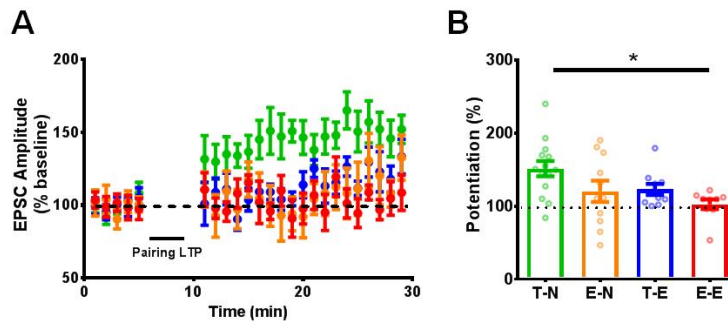 A
EPSC Amplitude
(% baseline)
200
150
100
50
Pairing LTP
0
10
20
30
Time (min)
B
Potentiation (%)
300
200
100
0
*
T-N
E-N
T-E
E-E